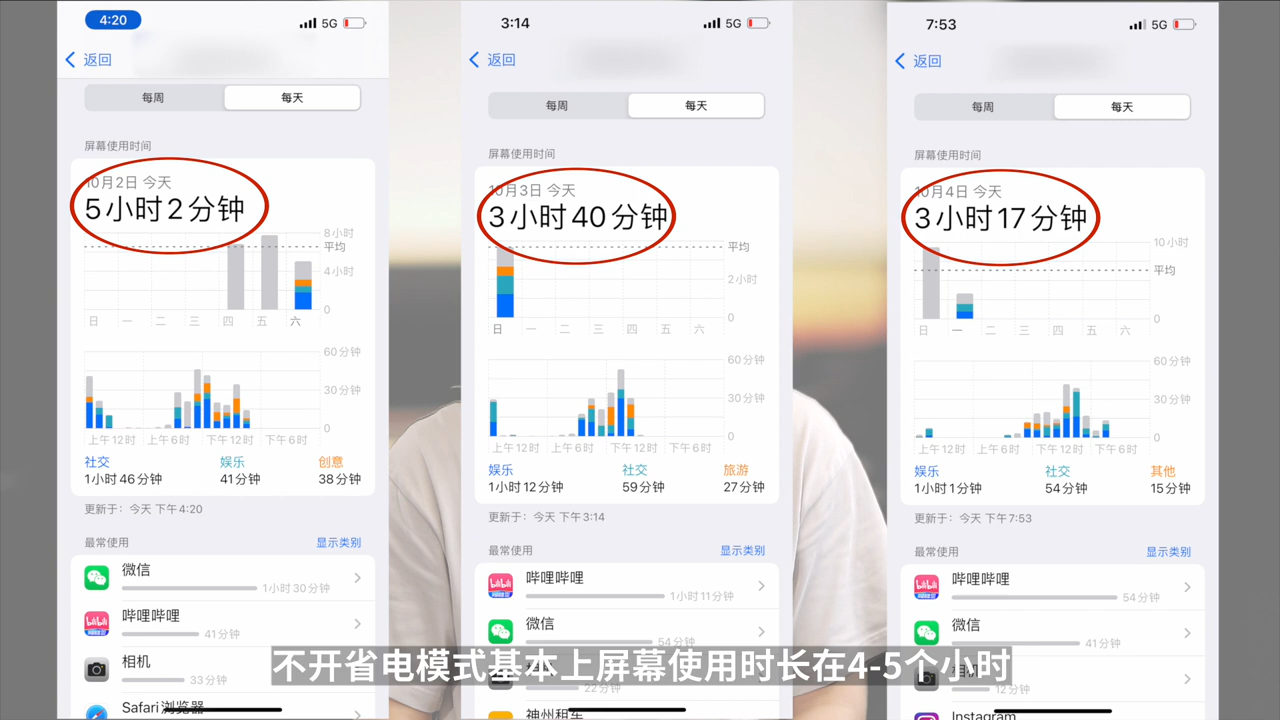 4:20
5G
返回
每周
每天
屏幕使用时间
10月2日 今天
5小时2分钟
8小时
平均
4小时
0
日 一 二 三 四 五 六
60分钟
30分钟
0
上午12时 上午6时 下午12时 下午6时
社交 娱乐 创意
1小时46分钟 41分钟 38分钟
更新于：今天 下午4:20
最常使用 显示类别
微信
1小时30分钟
哔哩哔哩
41分钟
相机
33分钟
Safari浏览器
3:14
5G
返回
每周
每天
屏幕使用时间
10月3日 今天
3小时40分钟
平均
2小时
0
日 一 二 三 四 五 六
60分钟
30分钟
0
上午12时 上午6时 下午12时 下午6时
娱乐 社交 旅游
1小时12分钟 59分钟 27分钟
更新于：今天 下午3:14
最常使用 显示类别
bilibili
哔哩哔哩
1小时11分钟
微信
54分钟
22分钟
神州租车
7:53
5G
返回
每周
每天
屏幕使用时间
10月4日 今天
3小时17分钟
10小时
平均
0
日 一 二 三 四 五 六
60分钟
30分钟
0
上午12时 上午6时 下午12时 下午6时
娱乐 社交 其他
1小时1分钟 54分钟 15分钟
更新于：今天 下午7:53
最常使用 显示类别
bilibili
哔哩哔哩
54分钟
微信
41分钟
相机
12分钟
Instagram
不开省电模式基本上屏幕使用时长在4-5个小时